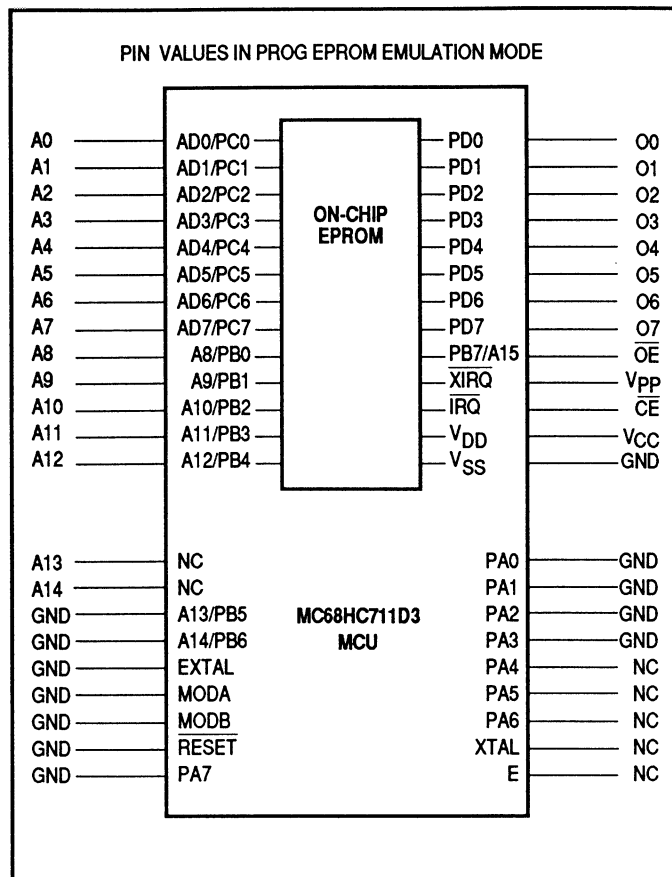 PIN VALUES IN PROG EPROM EMULATION MODE
A0 AD0/PC0 PD0 O0
A1 AD1/PC1 PD1 O1
A2 AD2/PC2 PD2 O2
A3 AD3/PC3 ON-CHIP PD3 O3
A4 AD4/PC4 EPROM PD4 O4
A5 AD5/PC5 PD5 O5
A6 AD6/PC6 PD6 O6
A7 AD7/PC7 PD7 O7
A8 A8/PB0 PB7/A15 O̅E̅
A9 A9/PB1 X̅I̅R̅Q̅ VPP
A10 A10/PB2 I̅R̅Q̅ C̅E̅
A11 A11/PB3 VDD VCC
A12 A12/PB4 VSS GND
A13 NC PA0 GND
A14 NC PA1 GND
GND A13/PB5 MC68HC711D3 PA2 GND
GND A14/PB6 MCU PA3 GND
GND EXTAL PA4 NC
GND MODA PA5 NC
GND MODB PA6 NC
GND R̅E̅S̅E̅T̅ XTAL NC
GND PA7 E NC